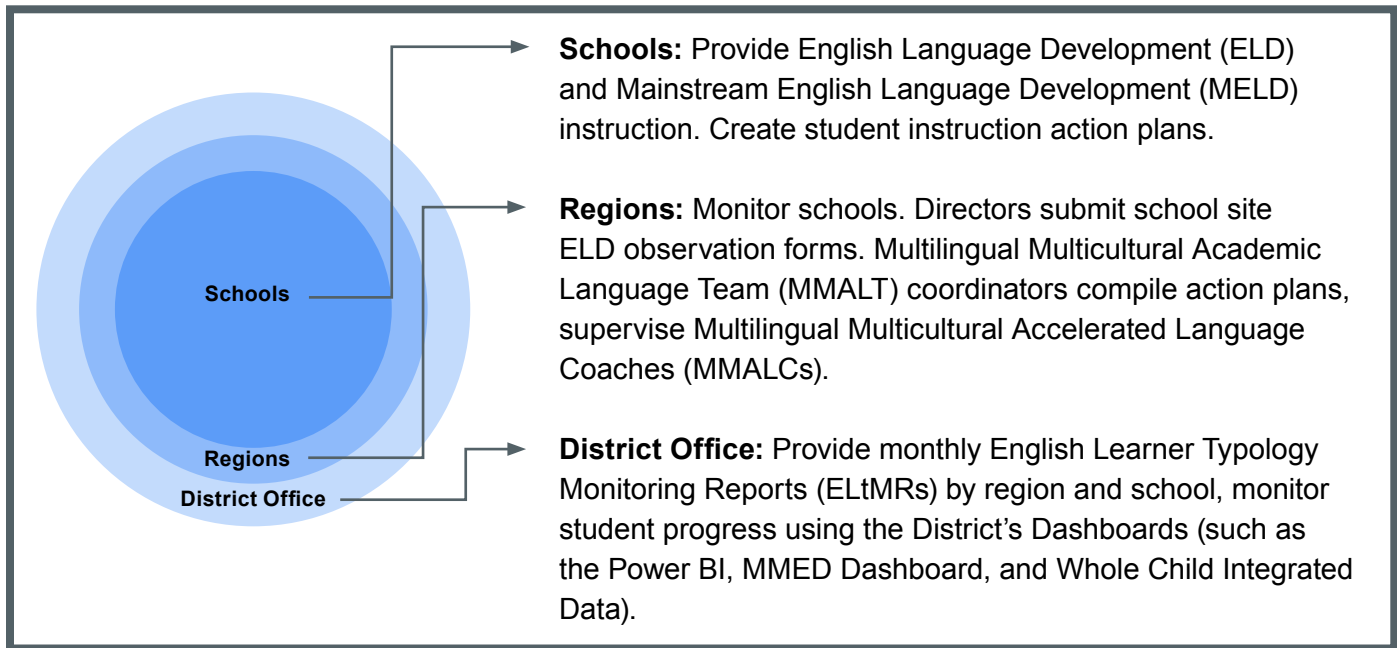 Schools: Provide English Language Development (ELD)
and Mainstream English Language Development (MELD)
instruction. Create student instruction action plans.
Regions: Monitor schools. Directors submit school site
ELD observation forms. Multilingual Multicultural Academic
Language Team (MMALT) coordinators compile action plans,
supervise Multilingual Multicultural Accelerated Language
Coaches (MMALCs).
District Office: Provide monthly English Learner Typology
Monitoring Reports (ELtMRs) by region and school, monitor
student progress using the District’s Dashboards (such as
the Power BI, MMED Dashboard, and Whole Child Integrated
Data).
Schools
Regions
District Office